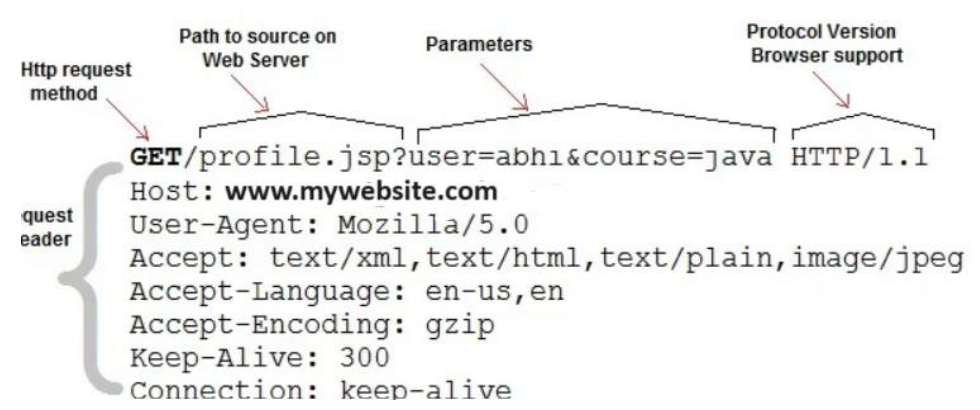 Path to source on
Web Server
Parameters
Protocol Version
Browser support
Http request
method
GET/profile.jsp?user=abhi&course=java HTTP/1.1
Host: www.mywebsite.com
quest
eader
User-Agent: Mozilla/5.0
Accept: text/xml,text/html,text/plain,image/jpeg
Accept-Language: en-us,en
Accept-Encoding: gzip
Keep-Alive: 300
Connection: keep-alive